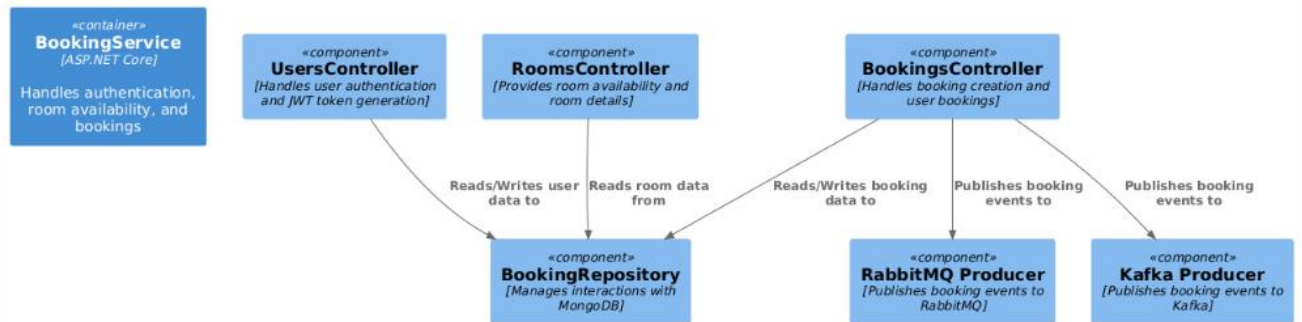 «container»
BookingService
[ASP.NET Core]
Handles authentication,
room availability, and
bookings
«component»
UsersController
[Handles user authentication
and JWT token generation]
«component»
RoomsController
[Provides room availability and
room details]
«component»
BookingsController
[Handles booking creation and
user bookings]
Reads/Writes user
data to
Reads room data
from
Reads/Writes booking
data to
Publishes booking
events to
Publishes booking
events to
«component»
BookingRepository
[Manages interactions with
MongoDB]
«component»
RabbitMQ Producer
[Publishes booking events to
RabbitMQ]
«component»
Kafka Producer
[Publishes booking events to
Kafka]